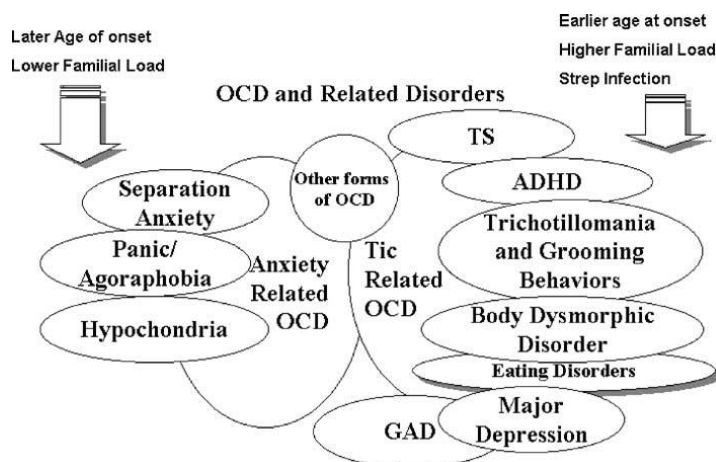 Later Age of onset
Lower Familial Load
Earlier age at onset
Higher Familial Load
Strep Infection
OCD and Related Disorders
TS
Other forms
of OCD
ADHD
Separation
Anxiety
Trichotillomania
and Grooming
Behaviors
Panic/
Agoraphobia
Anxiety
Related
OCD
Tic
Related
OCD
Hypochondria
Body Dysmorphic
Disorder
Eating Disorders
Major
Depression
GAD